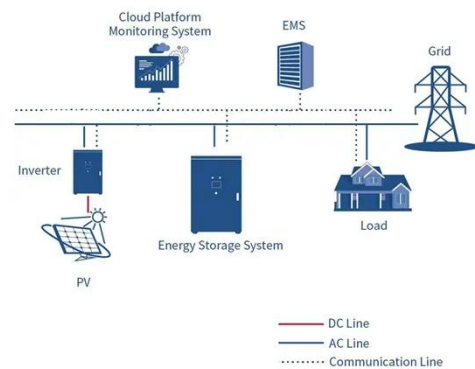 Cloud Platform
Monitoring System
EMS
Grid
Inverter
Energy Storage System
Load
PV
DC Line
AC Line
Communication Line